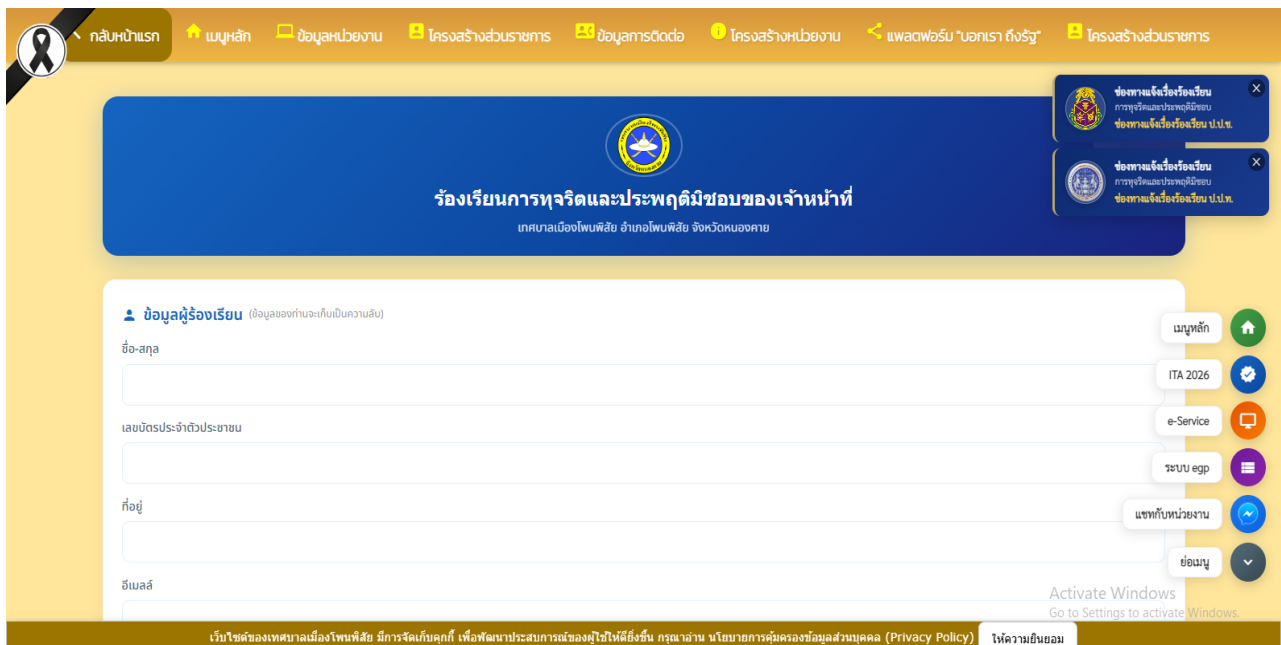 กลับหน้าแรก เมนูหลัก ข้อมูลหน่วยงาน โครงสร้างส่วนราชการ ข้อมูลการติดต่อ โครงสร้างหน่วยงาน แพลตฟอร์ม "บอกเรา ถึงรัฐ" โครงสร้างส่วนราชการ
ช่องทางแจ้งเรื่องร้องเรียน
การทุจริตและประพฤติมิชอบ
ช่องทางแจ้งเรื่องร้องเรียน ป.ป.ช.
ช่องทางแจ้งเรื่องร้องเรียน
การทุจริตและประพฤติมิชอบ
ช่องทางแจ้งเรื่องร้องเรียน ป.ป.ท.
ร้องเรียนการทุจริตและประพฤติมิชอบของเจ้าหน้าที่
เทศบาลเมืองโพนพิสัย อำเภอโพนพิสัย จังหวัดหนองคาย
ข้อมูลผู้ร้องเรียน (ข้อมูลของท่านจะเก็บเป็นความลับ)
ชื่อ-สกุล
เลขบัตรประจำตัวประชาชน
ที่อยู่
อีเมลล์
เมนูหลัก
ITA 2026
e-Service
ระบบ egp
แชทกับหน่วยงาน
ย่อเมนู
Activate Windows
Go to Settings to activate Windows.
เว็บไซต์ของเทศบาลเมืองโพนพิสัย มีการจัดเก็บคุกกี้ เพื่อพัฒนาประสบการณ์ของผู้ใช้ให้ดียิ่งขึ้น กรุณาอ่าน นโยบายการคุ้มครองข้อมูลส่วนบุคคล (Privacy Policy) ให้ความยินยอม